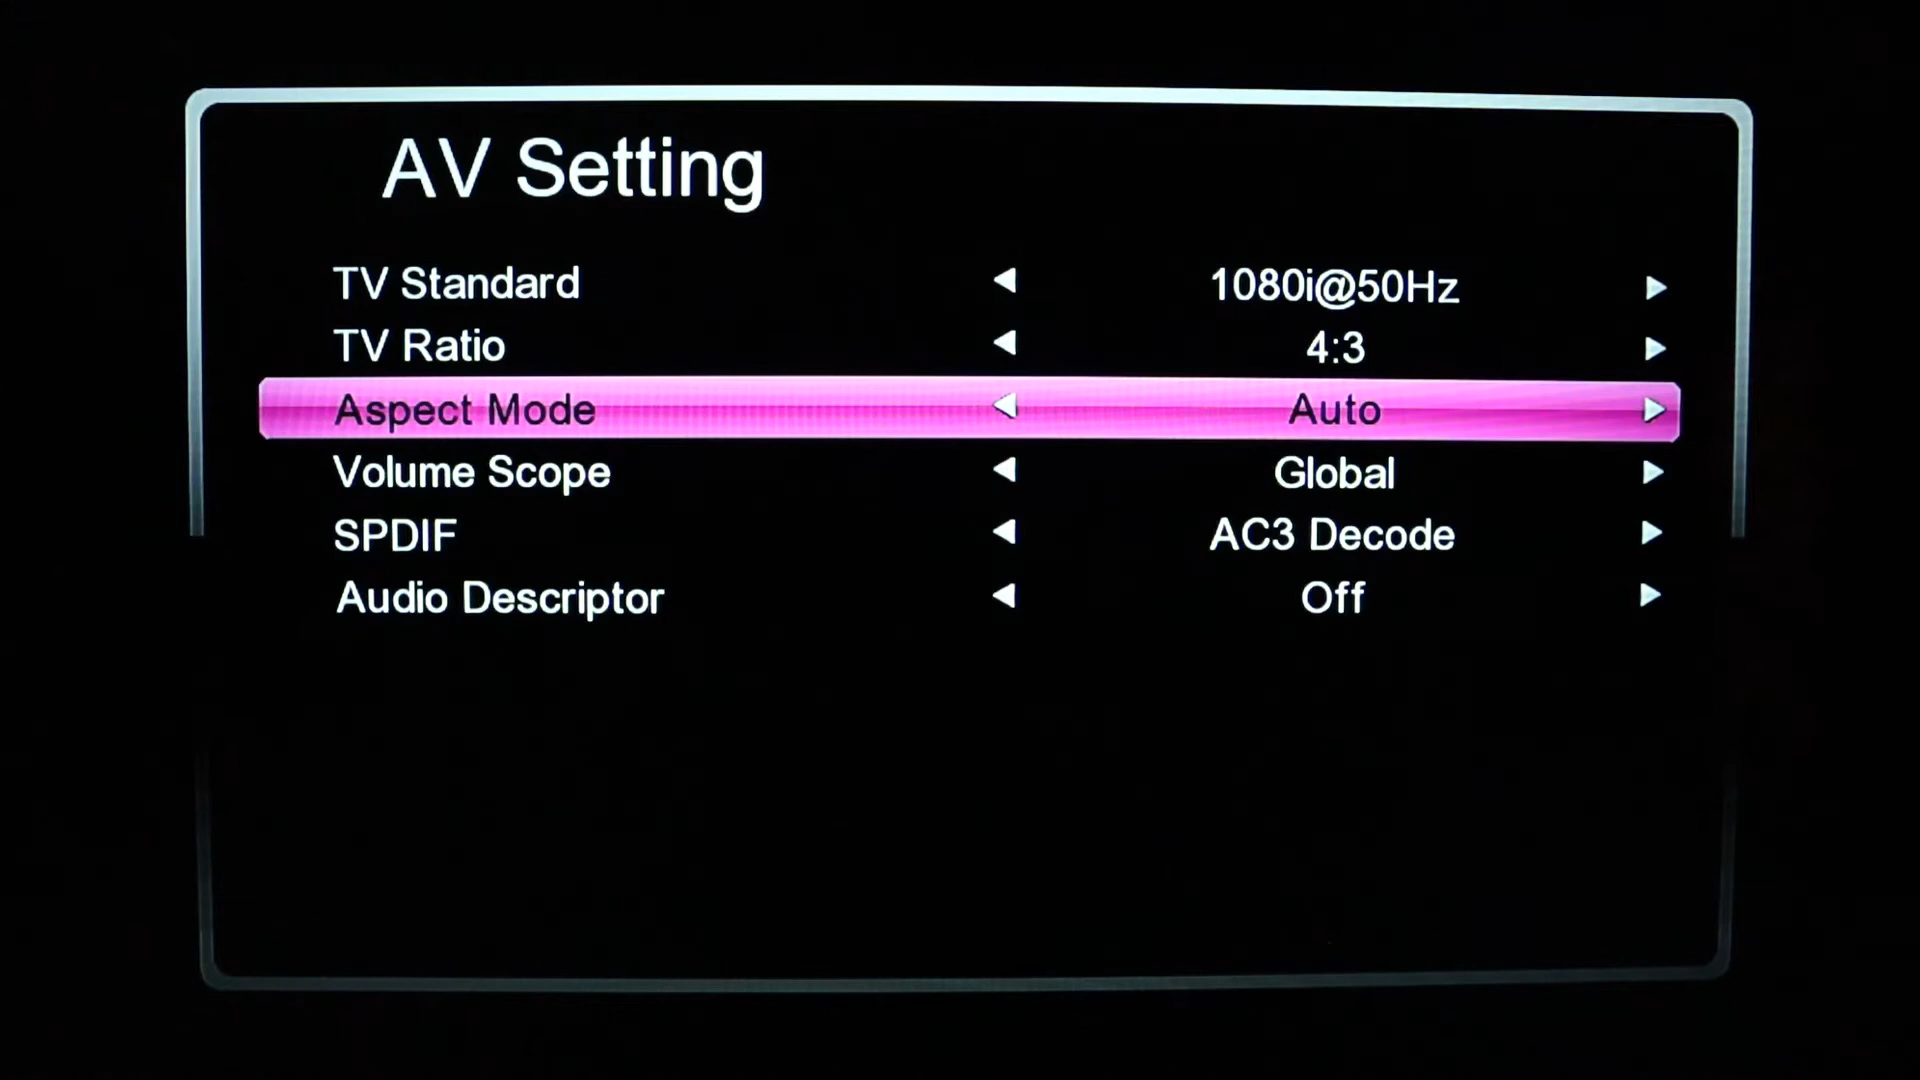 AV Setting
TV Standard 1080i@50Hz
TV Ratio 4:3
Aspect Mode Auto
Volume Scope Global
SPDIF AC3 Decode
Audio Descriptor Off